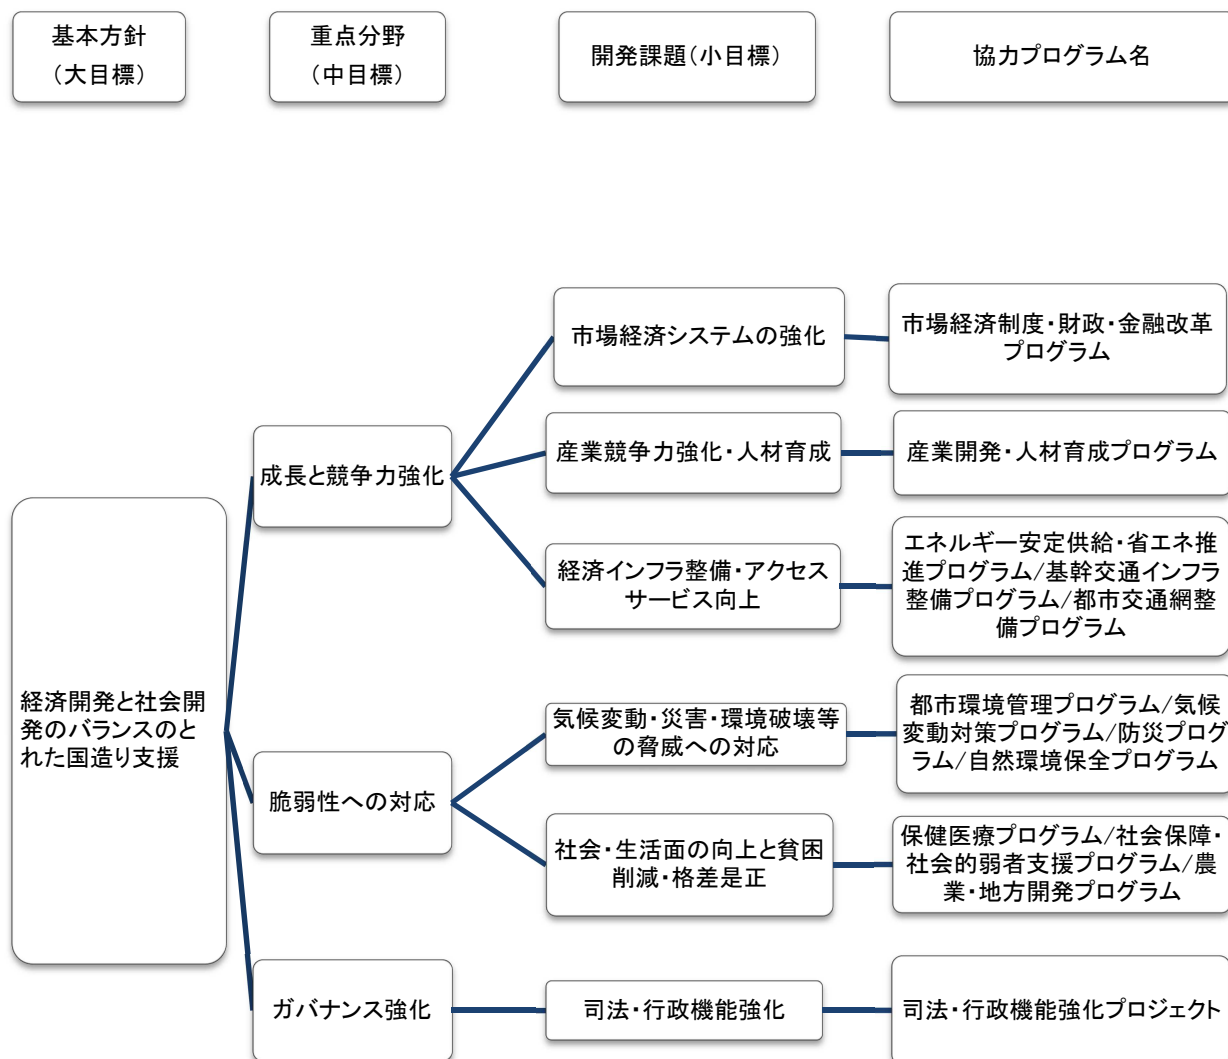 基本方針
（大目標）
重点分野
（中目標）
開発課題（小目標）
協力プログラム名
経済開発と社会開
発のバランスのと
れた国造り支援
成長と競争力強化
市場経済システムの強化
市場経済制度・財政・金融改革
プログラム
産業競争力強化・人材育成
産業開発・人材育成プログラム
経済インフラ整備・アクセス
サービス向上
エネルギー安定供給・省エネ推
進プログラム/基幹交通インフラ
整備プログラム/都市交通網整
備プログラム
脆弱性への対応
気候変動・災害・環境破壊等
の脅威への対応
都市環境管理プログラム/気候
変動対策プログラム/防災プログ
ラム/自然環境保全プログラム
社会・生活面の向上と貧困
削減・格差是正
保健医療プログラム/社会保障・
社会的弱者支援プログラム/農
業・地方開発プログラム
ガバナンス強化
司法・行政機能強化
司法・行政機能強化プロジェクト